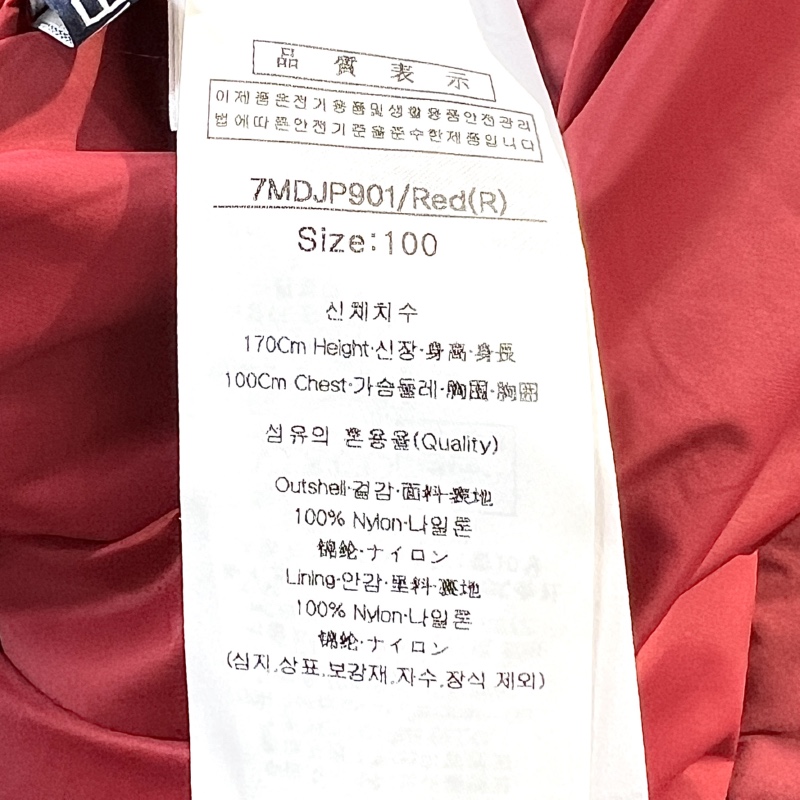 品質表示
이 제품은 전기용품 및 생활용품 안전관리
법에 따른 안전기준을 준수한 제품입니다
7MDJP901/Red(R)
Size:100
신체치수
170Cm Height·신장·身高·身長
100Cm Chest·가슴둘레·胸围·胸囲
섬유의 혼용율(Quality)
Outshell·겉감·面料·表地
100% Nylon·나일론
锦纶·ナイロン
Lining·안감·里料·裏地
100% Nylon·나일론
锦纶·ナイロン
(심지,상표,보강재,자수,장식 제외)